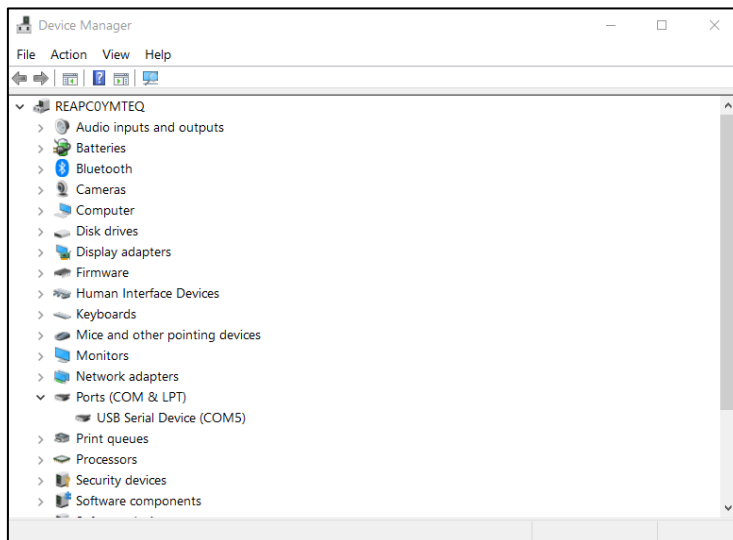 Device Manager
File Action View Help
REAPC0YMTEQ
Audio inputs and outputs
Batteries
Bluetooth
Cameras
Computer
Disk drives
Display adapters
Firmware
Human Interface Devices
Keyboards
Mice and other pointing devices
Monitors
Network adapters
Ports (COM & LPT)
USB Serial Device (COM5)
Print queues
Processors
Security devices
Software components